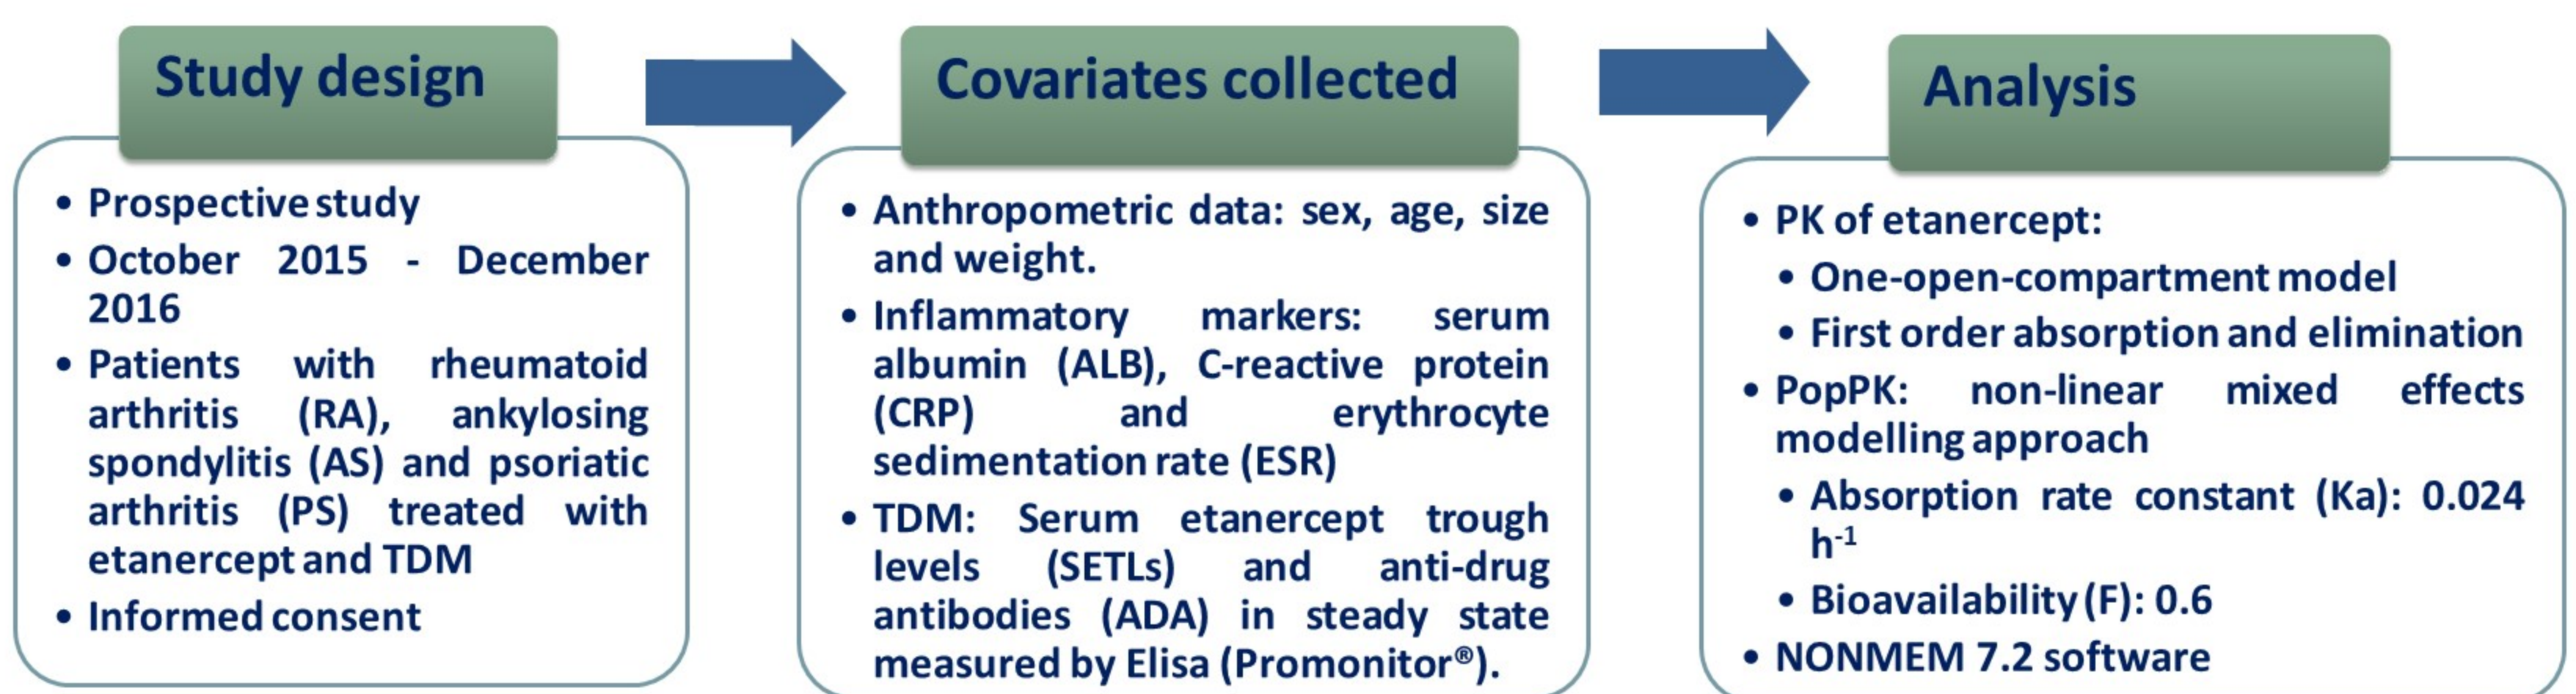 Study design
• Prospective study
• October 2015 - December
2016
• Patients with rheumatoid
arthritis (RA), ankylosing
spondylitis (AS) and psoriatic
arthritis (PS) treated with
etanercept and TDM
• Informed consent
Covariates collected
• Anthropometric data: sex, age, size
and weight.
• Inflammatory markers: serum
albumin (ALB), C-reactive protein
(CRP) and erythrocyte
sedimentation rate (ESR)
• TDM: Serum etanercept trough
levels (SETLs) and anti-drug
antibodies (ADA) in steady state
measured by Elisa (Promonitor®).
Analysis
• PK of etanercept:
• One-open-compartment model
• First order absorption and elimination
• PopPK: non-linear mixed effects
modelling approach
• Absorption rate constant (Ka): 0.024
h⁻¹
• Bioavailability (F): 0.6
• NONMEM 7.2 software